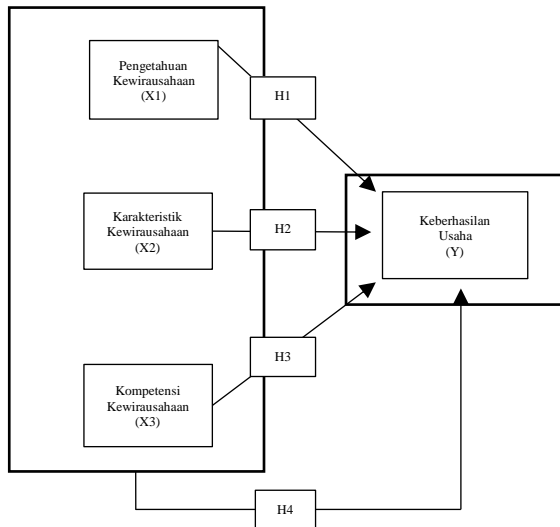 Pengetahuan
Kewirausahaan
(X1)
H1
Karakteristik
Kewirausahaan
(X2)
H2
Keberhasilan
Usaha
(Y)
H3
Kompetensi
Kewirausahaan
(X3)
H4